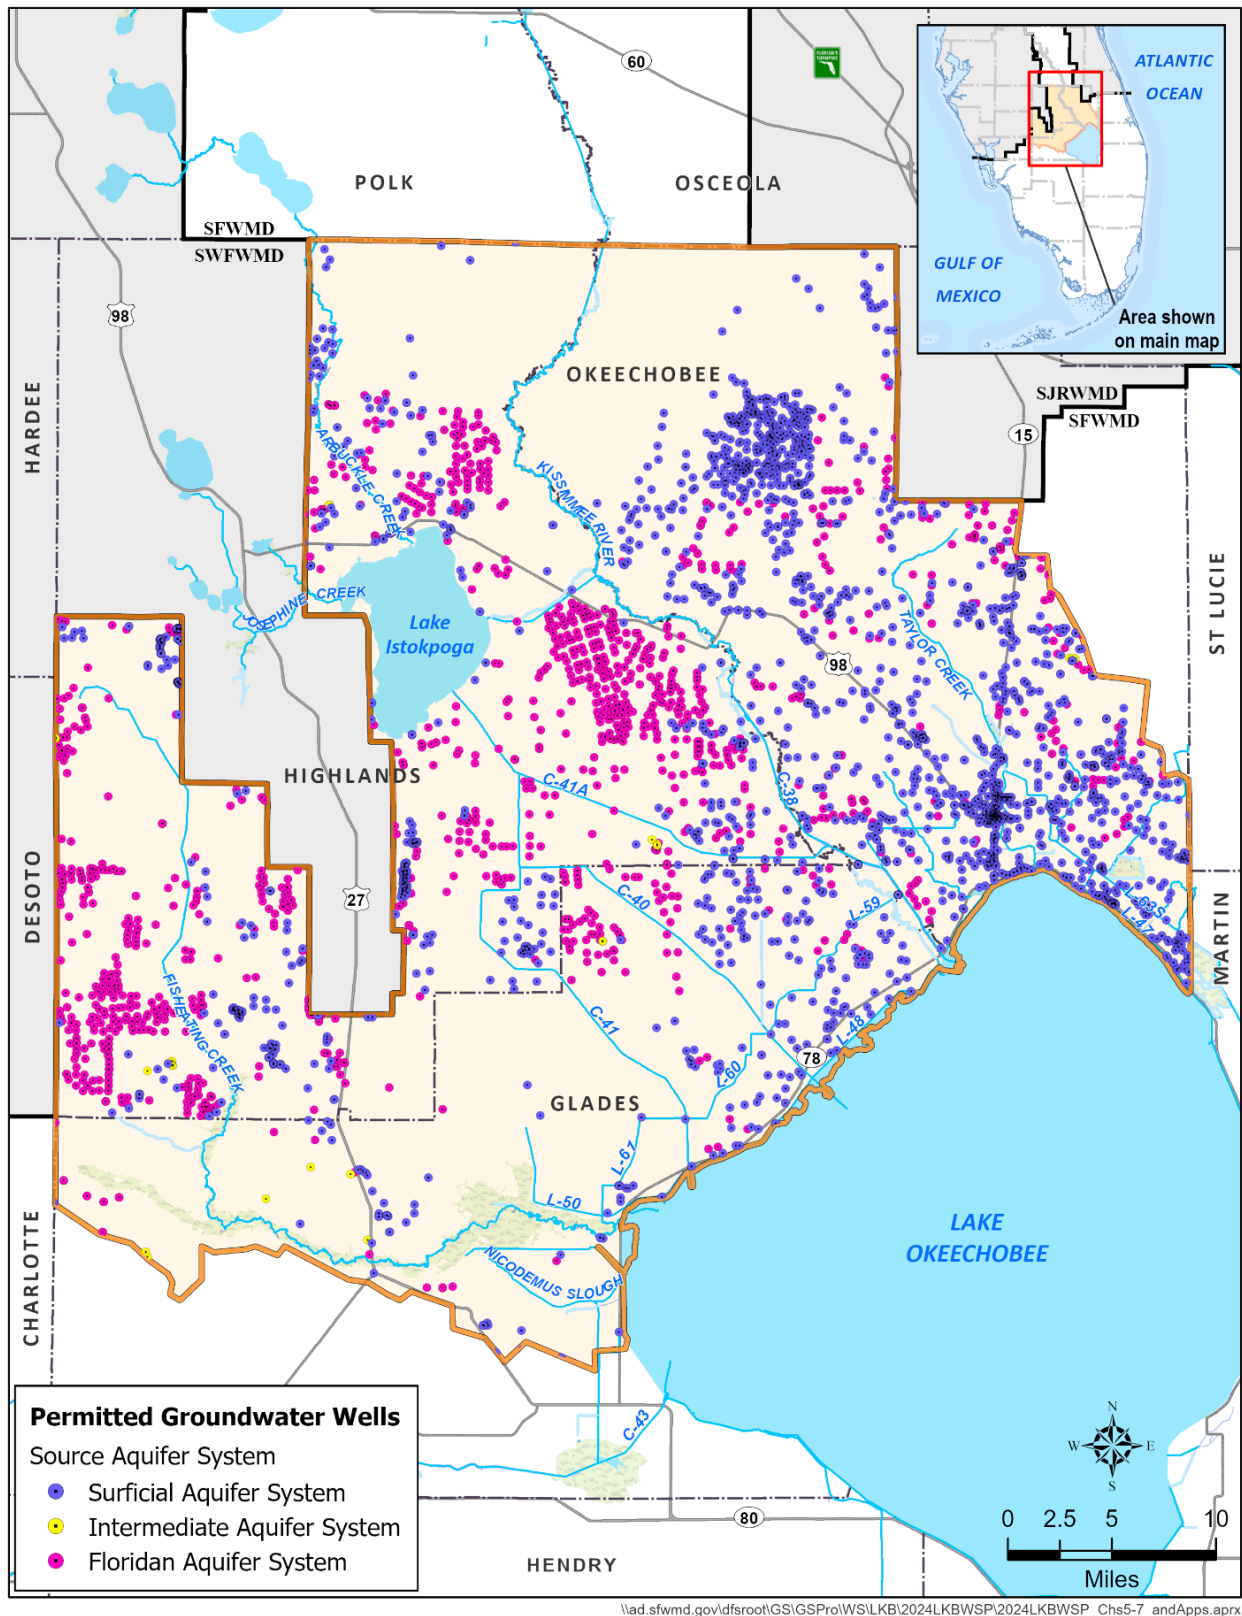 60
FLORIDA'S
TURNPIKE
ATLANTIC
OCEAN
POLK
OSCEOLA
SFWMD
SWFWMD
GULF OF
MEXICO
98
Area shown
on main map
OKEECHOBEE
HARDEE
SJRWMD
SFWMD
15
ARBUCKLE CREEK
KISSIMMEE RIVER
ST LUCIE
JOSEPHINE CREEK
Lake
Istokpoga
TAYLOR CREEK
98
HIGHLANDS
C-41A
C-38
DESOTO
27
C-40
L-59
L-63S
L-47
MARTIN
FISHEATING CREEK
C-41
L-48
78
L-60
GLADES
L-61
L-50
CHARLOTTE
LAKE
OKEECHOBEE
NICODEMUS SLOUGH
Permitted Groundwater Wells
Source Aquifer System
Surficial Aquifer System
Intermediate Aquifer System
Floridan Aquifer System
C-43
N
W E
S
80
0 2.5 5 10
Miles
HENDRY
\\ad.sfwmd.gov\dfsroot\GS\GSPro\WS\LKB\2024LKBWSP\2024LKBWSP_Chs5-7_andApps.aprx